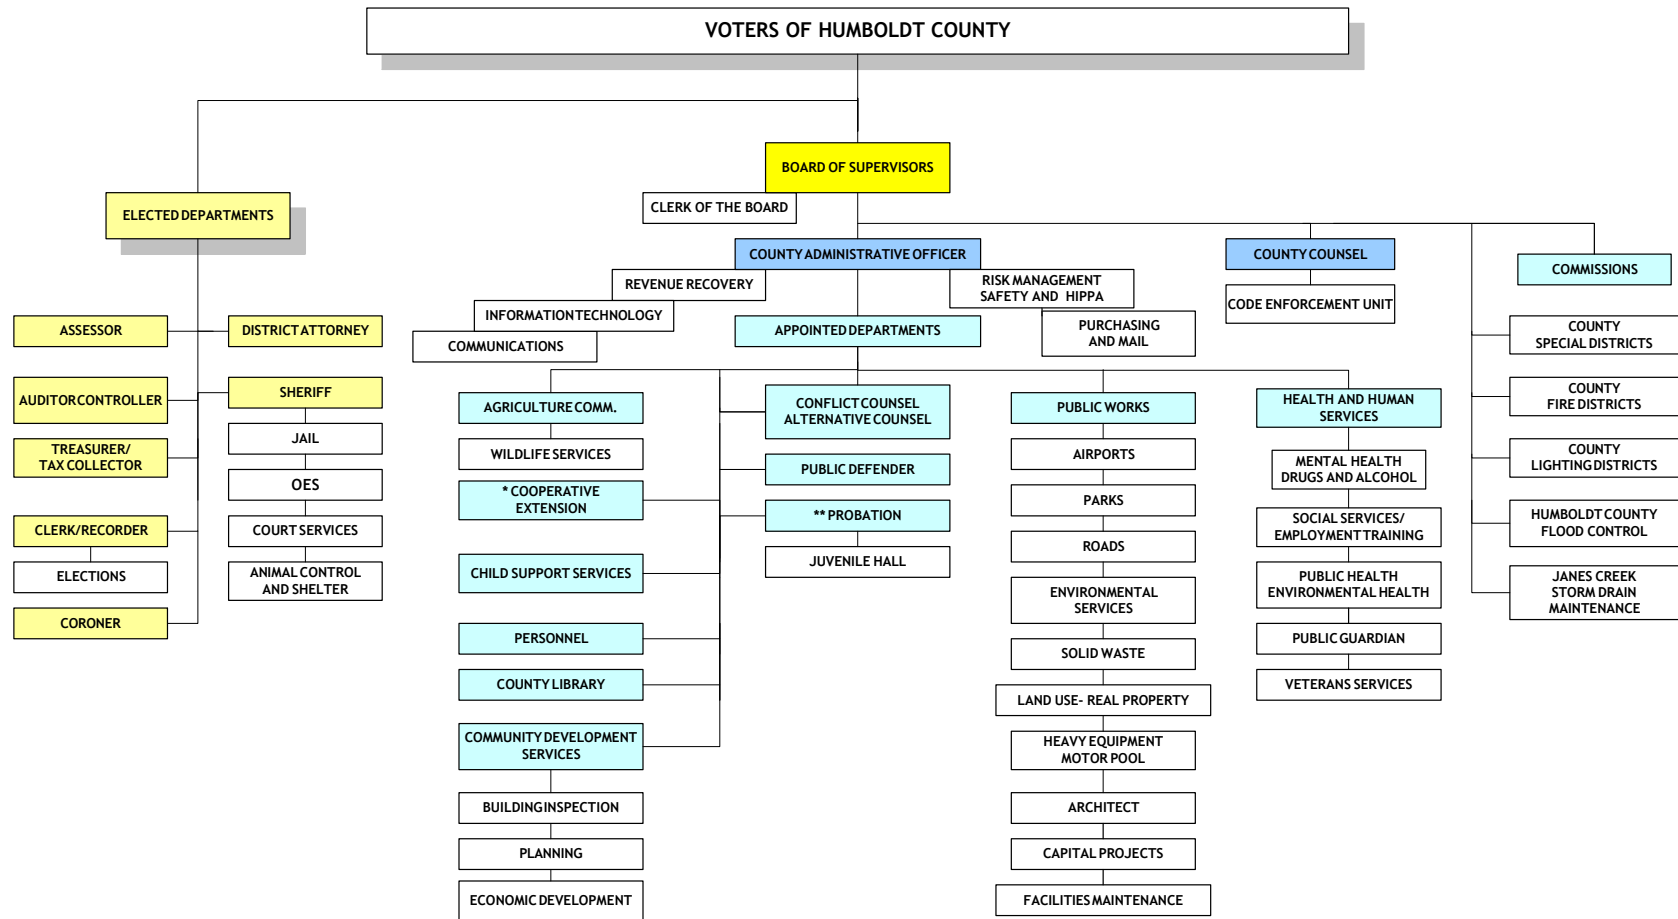 VOTERS OF HUMBOLDT COUNTY
BOARD OF SUPERVISORS
CLERK OF THE BOARD
ELECTED DEPARTMENTS
COUNTY ADMINISTRATIVE OFFICER
COUNTY COUNSEL
COMMISSIONS
REVENUE RECOVERY
RISK MANAGEMENT
SAFETY AND HIPPA
CODE ENFORCEMENT UNIT
INFORMATION TECHNOLOGY
COMMUNICATIONS
APPOINTED DEPARTMENTS
PURCHASING
AND MAIL
ASSESSOR
DISTRICT ATTORNEY
AUDITOR CONTROLLER
SHERIFF
TREASURER/
TAX COLLECTOR
JAIL
OES
CLERK/RECORDER
COURT SERVICES
ELECTIONS
ANIMAL CONTROL
AND SHELTER
CORONER
AGRICULTURE COMM.
WILDLIFE SERVICES
* COOPERATIVE
EXTENSION
CHILD SUPPORT SERVICES
PERSONNEL
COUNTY LIBRARY
COMMUNITY DEVELOPMENT
SERVICES
BUILDING INSPECTION
PLANNING
ECONOMIC DEVELOPMENT
CONFLICT COUNSEL
ALTERNATIVE COUNSEL
PUBLIC DEFENDER
** PROBATION
JUVENILE HALL
PUBLIC WORKS
AIRPORTS
PARKS
ROADS
ENVIRONMENTAL
SERVICES
SOLID WASTE
LAND USE- REAL PROPERTY
HEAVY EQUIPMENT
MOTOR POOL
ARCHITECT
CAPITAL PROJECTS
FACILITIES MAINTENANCE
HEALTH AND HUMAN
SERVICES
MENTAL HEALTH
DRUGS AND ALCOHOL
SOCIAL SERVICES/
EMPLOYMENT TRAINING
PUBLIC HEALTH
ENVIRONMENTAL HEALTH
PUBLIC GUARDIAN
VETERANS SERVICES
COUNTY
SPECIAL DISTRICTS
COUNTY
FIRE DISTRICTS
COUNTY
LIGHTING DISTRICTS
HUMBOLDT COUNTY
FLOOD CONTROL
JANES CREEK
STORM DRAIN
MAINTENANCE